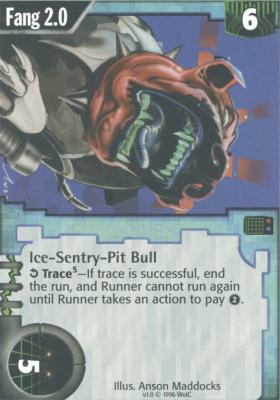 Fang 2.0
6
Ice-Sentry-Pit Bull
Trace⁵–If trace is successful, end
the run, and Runner cannot run again
until Runner takes an action to pay ②.
5
Illus. Anson Maddocks
v1.0 © 1996 WotC